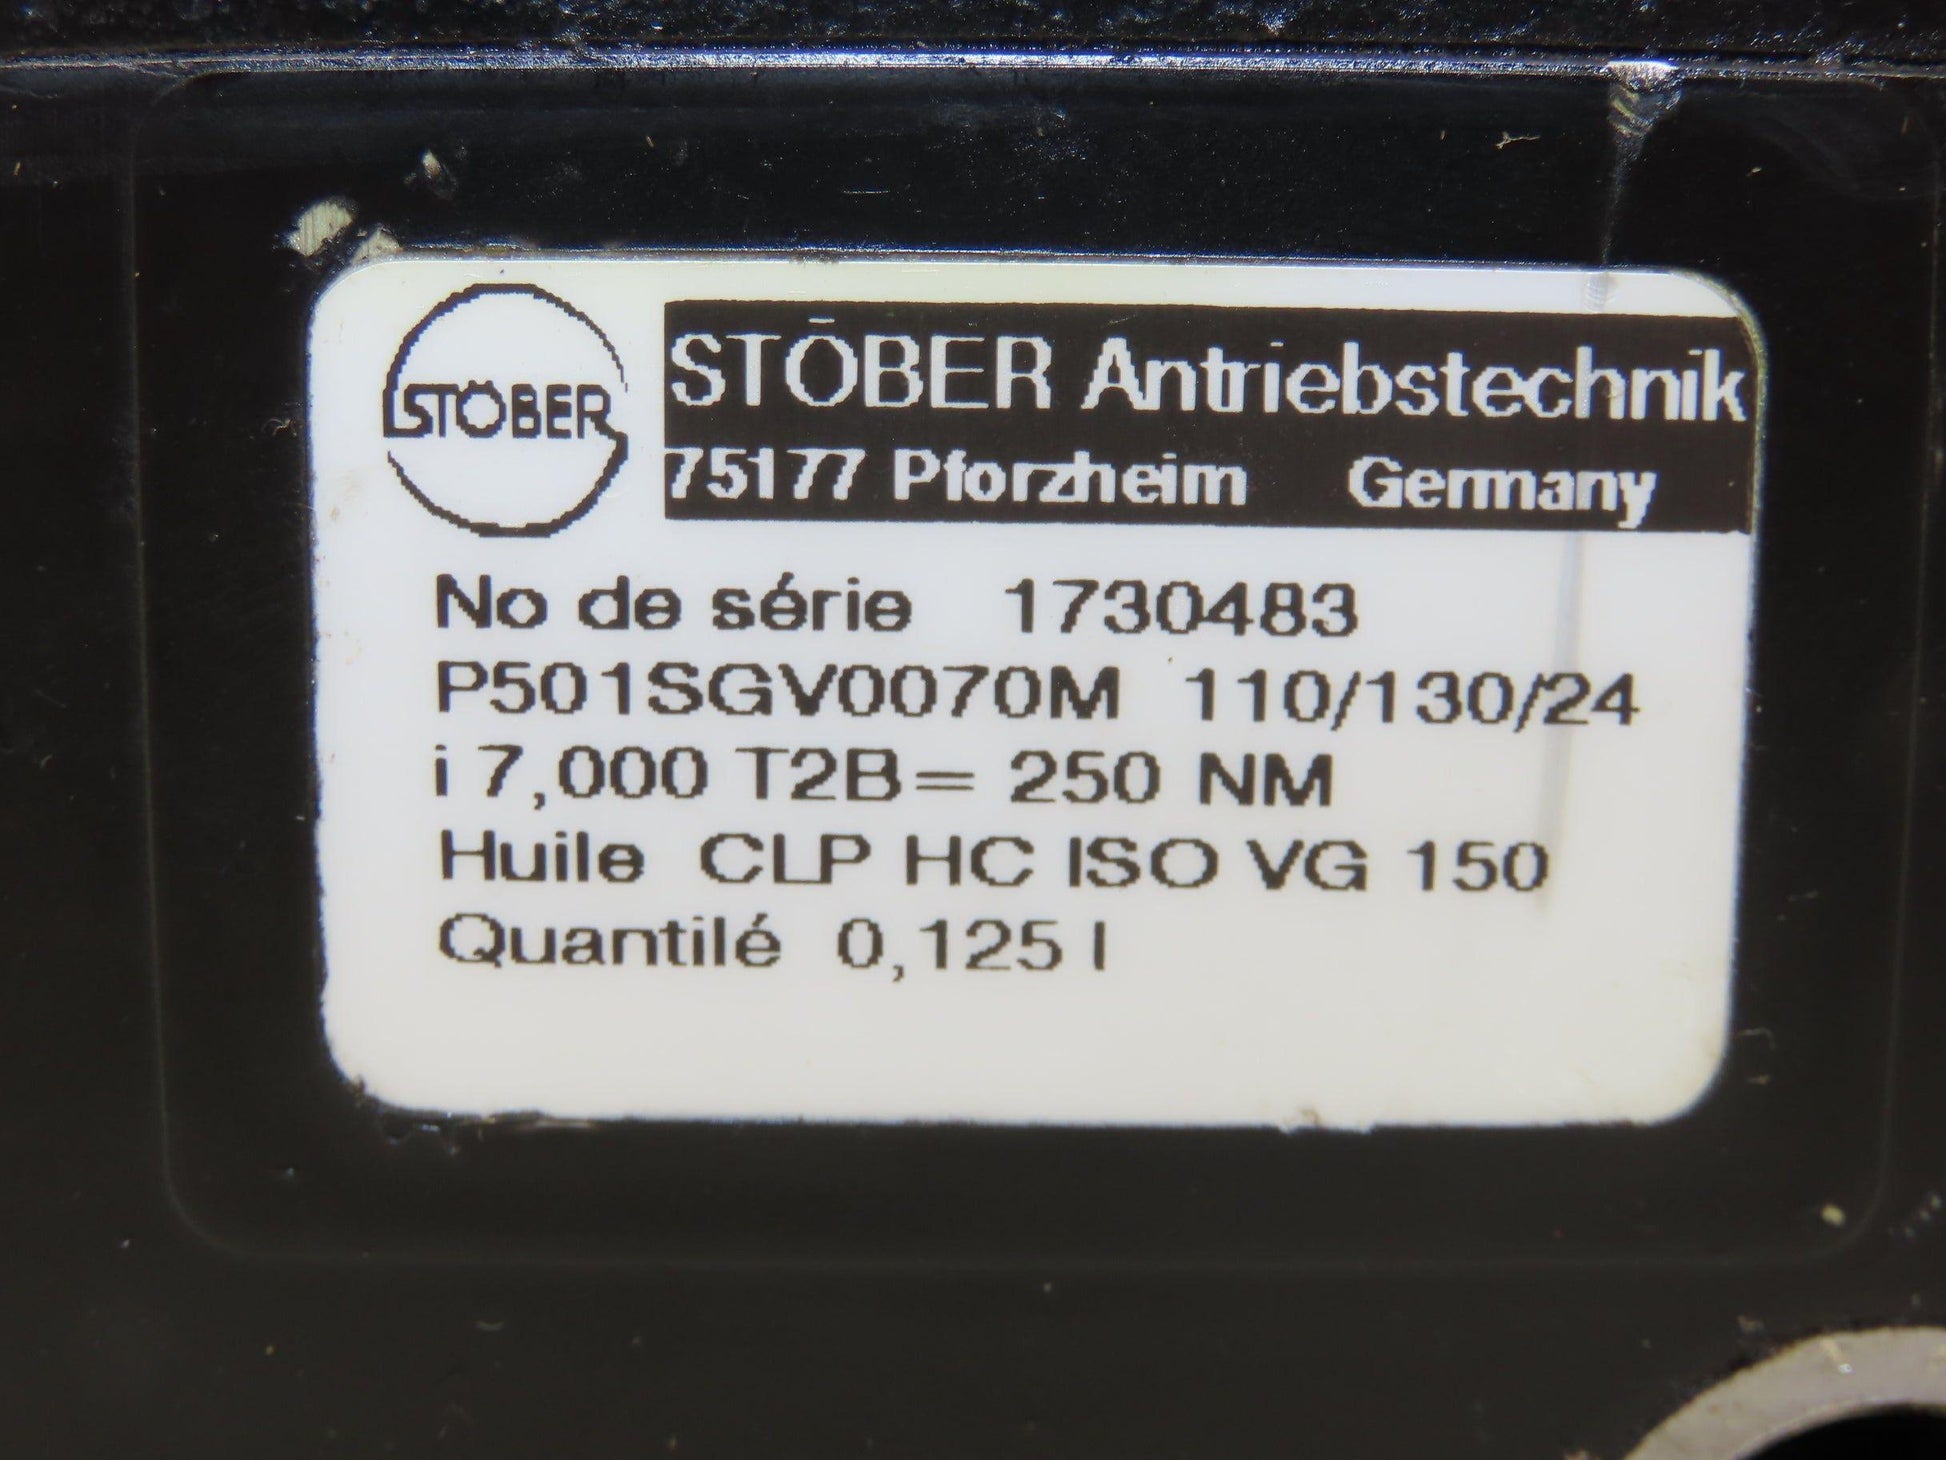 STÖBER
STÖBER Antriebstechnik
75177 Pforzheim Germany
No de série 1730483
P501SGV0070M 110/130/24
i 7,000 T2B= 250 NM
Huile CLP HC ISO VG 150
Quantilé 0,125 l